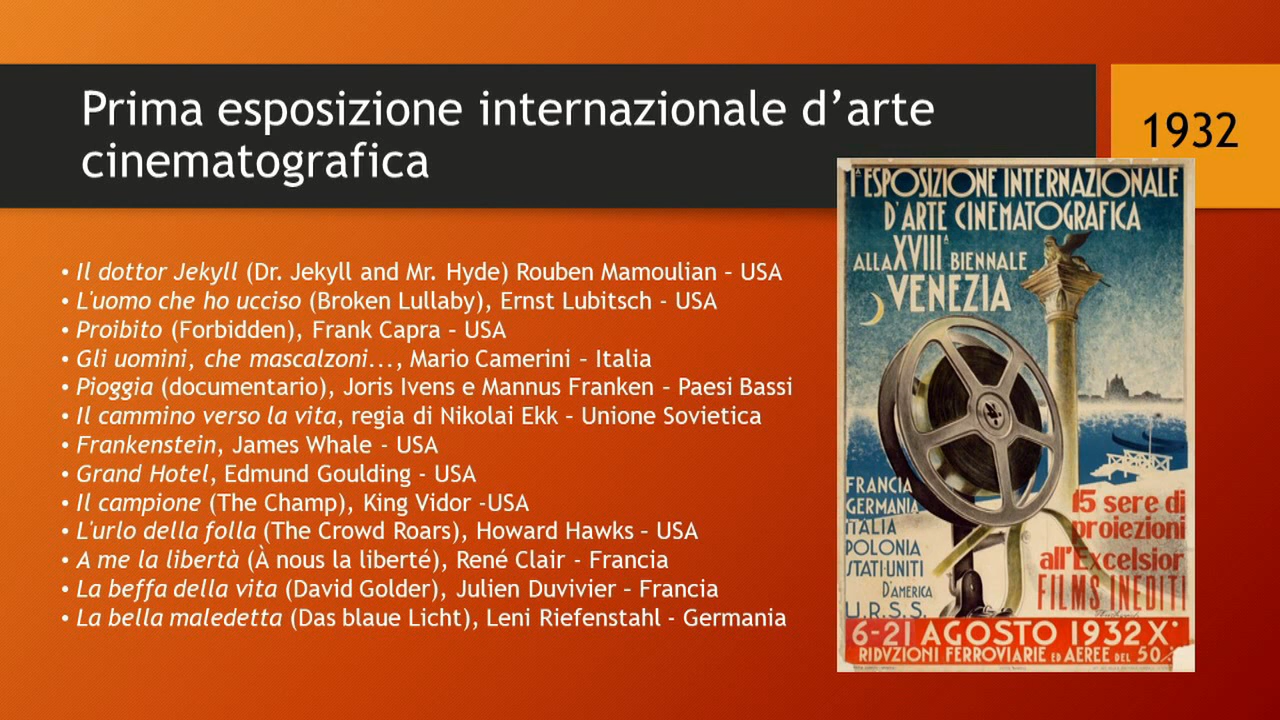 Prima esposizione internazionale d’arte
cinematografica
1932
• Il dottor Jekyll (Dr. Jekyll and Mr. Hyde) Rouben Mamoulian – USA
• L'uomo che ho ucciso (Broken Lullaby), Ernst Lubitsch - USA
• Proibito (Forbidden), Frank Capra – USA
• Gli uomini, che mascalzoni..., Mario Camerini – Italia
• Pioggia (documentario), Joris Ivens e Mannus Franken – Paesi Bassi
• Il cammino verso la vita, regia di Nikolai Ekk – Unione Sovietica
• Frankenstein, James Whale - USA
• Grand Hotel, Edmund Goulding - USA
• Il campione (The Champ), King Vidor -USA
• L'urlo della folla (The Crowd Roars), Howard Hawks – USA
• A me la libertà (À nous la liberté), René Clair - Francia
• La beffa della vita (David Golder), Julien Duvivier – Francia
• La bella maledetta (Das blaue Licht), Leni Riefenstahl - Germania
Iª ESPOSIZIONE INTERNAZIONALE
D'ARTE CINEMATOGRAFICA
ALLA XVIIIª BIENNALE
VENEZIA
FRANCIA
GERMANIA
ITALIA
POLONIA
STATI·UNITI
D'AMERICA
U.R.S.S.
15 sere di
proiezioni
all'Excelsior
FILMS INEDITI
6-21 AGOSTO 1932 X°
RIDVZIONI FERROVIARIE ED AEREE DEL 50%